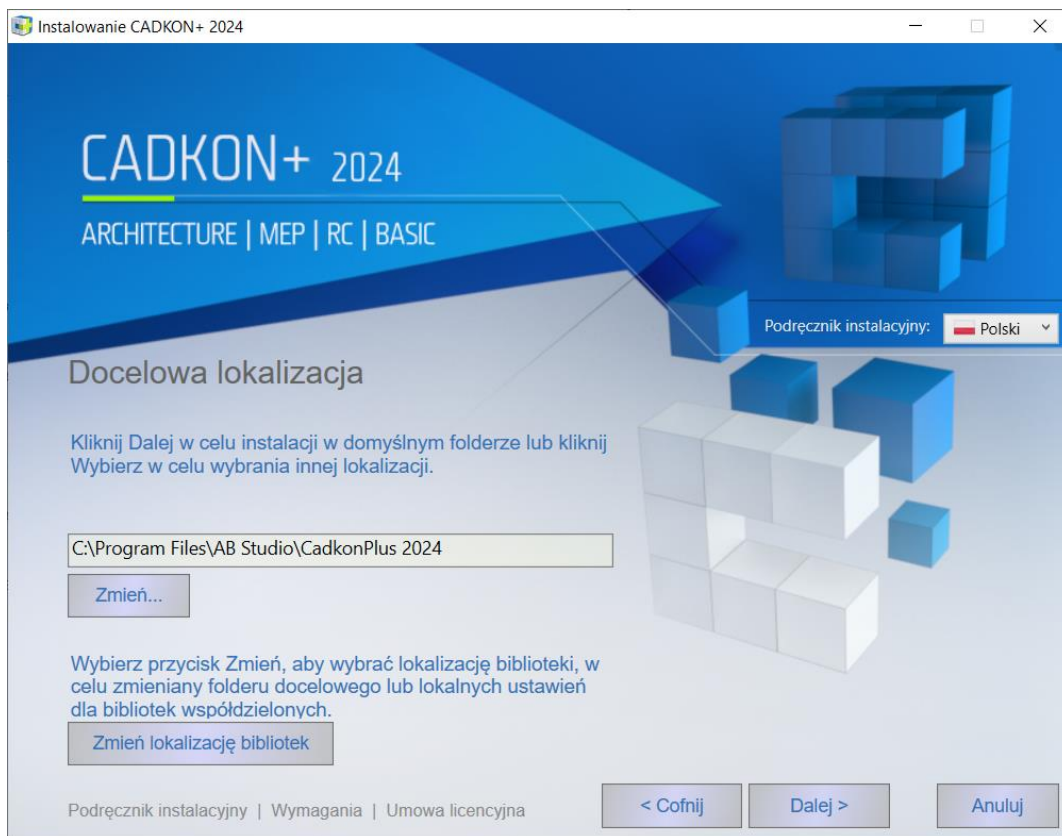 Instalowanie CADKON+ 2024
CADKON+ 2024
ARCHITECTURE | MEP | RC | BASIC
Podręcznik instalacyjny: Polski
Docelowa lokalizacja
Kliknij Dalej w celu instalacji w domyślnym folderze lub kliknij
Wybierz w celu wybrania innej lokalizacji.
C:\Program Files\AB Studio\CadkonPlus 2024
Zmień...
Wybierz przycisk Zmień, aby wybrać lokalizację biblioteki, w
celu zmieniany folderu docelowego lub lokalnych ustawień
dla bibliotek współdzielonych.
Zmień lokalizację bibliotek
Podręcznik instalacyjny | Wymagania | Umowa licencyjna
< Cofnij
Dalej >
Anuluj